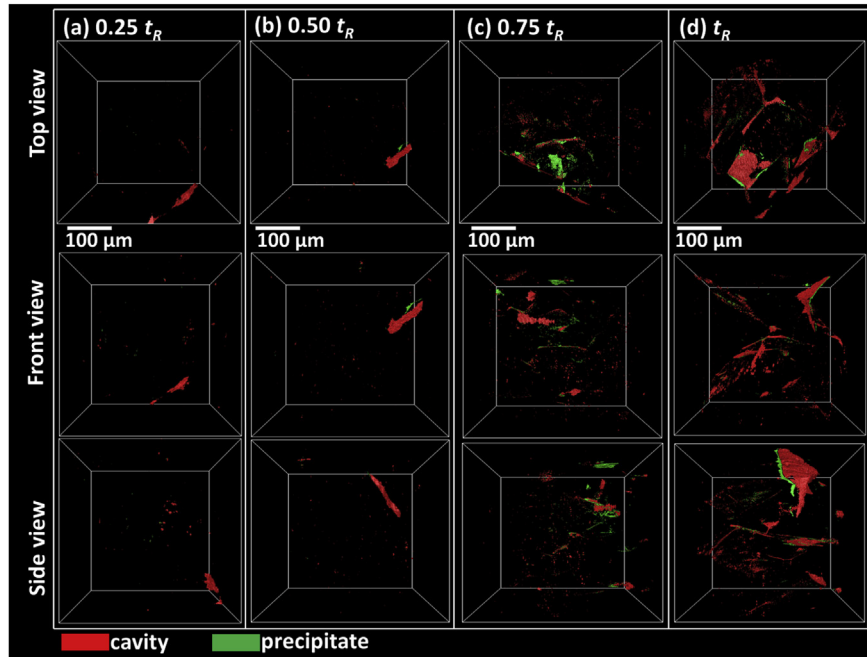 (a) 0.25 tR
(b) 0.50 tR
(c) 0.75 tR
(d) tR
Top view
100 µm
100 µm
100 µm
100 µm
Front view
Side view
cavity
precipitate